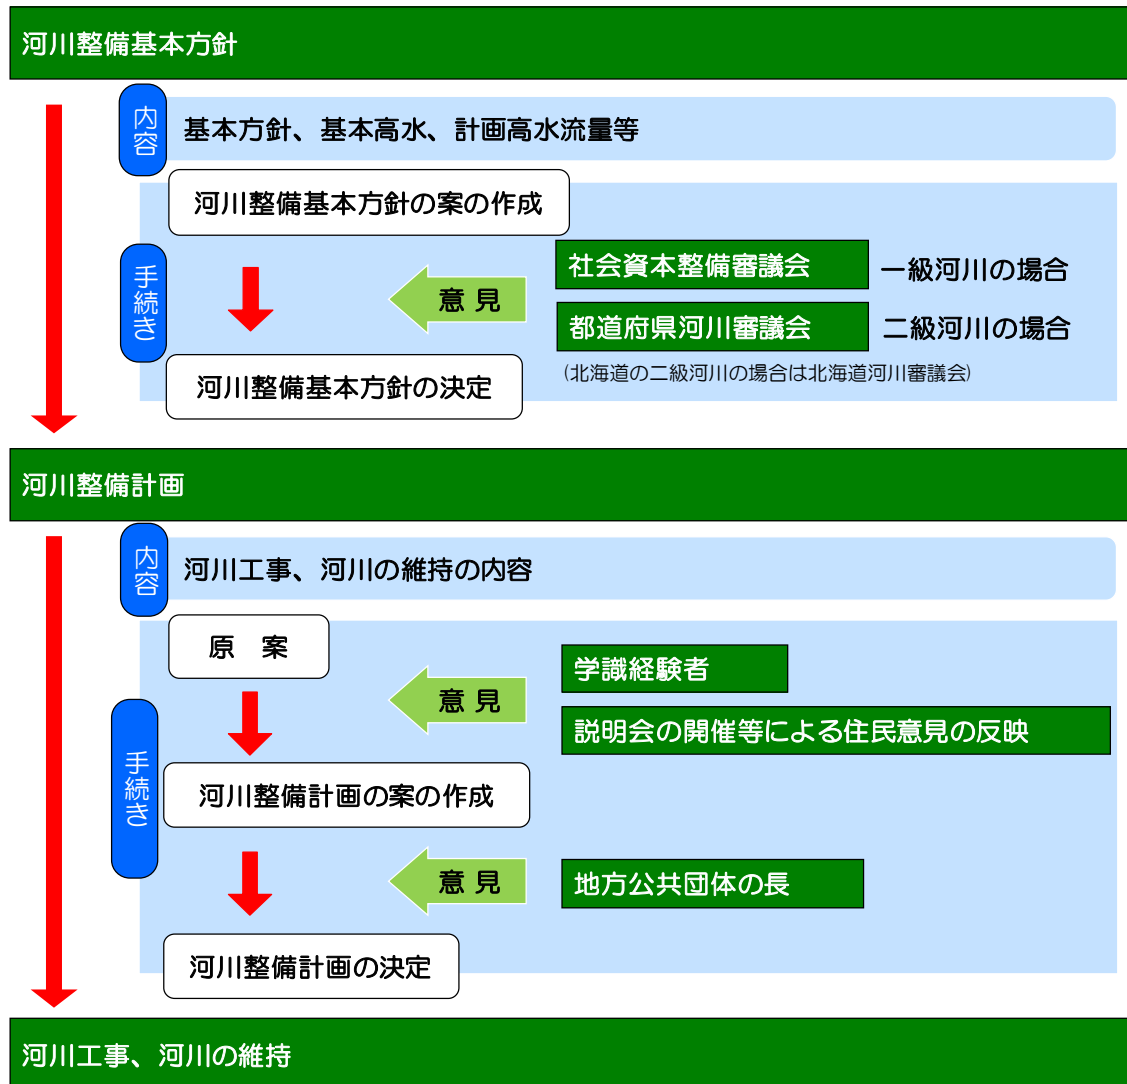 河川整備基本方針
内容
基本方針、基本高水、計画高水流量等
河川整備基本方針の案の作成
手続き
意見
社会資本整備審議会
一級河川の場合
都道府県河川審議会
二級河川の場合
(北海道の二級河川の場合は北海道河川審議会)
河川整備基本方針の決定
河川整備計画
内容
河川工事、河川の維持の内容
原 案
手続き
意見
学識経験者
説明会の開催等による住民意見の反映
河川整備計画の案の作成
意見
地方公共団体の長
河川整備計画の決定
河川工事、河川の維持